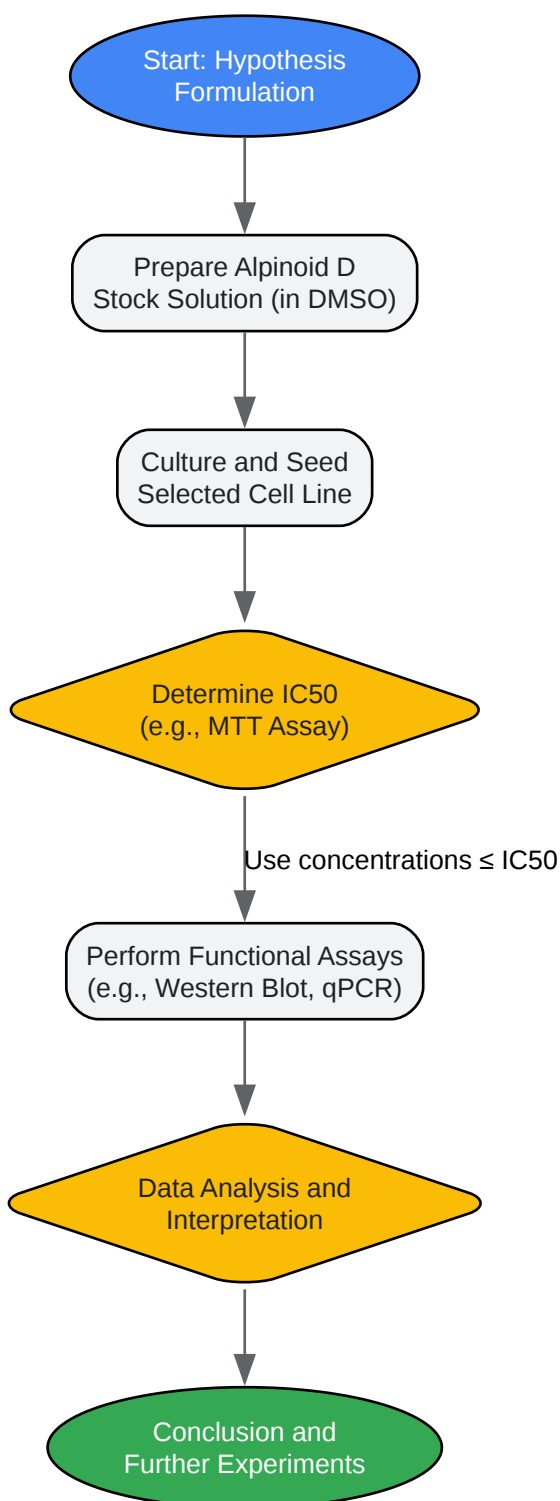 Start: Hypothesis
Formulation
Prepare Alpinoid D
Stock Solution (in DMSO)
Culture and Seed
Selected Cell Line
Determine IC50
(e.g., MTT Assay)
Use concentrations ≤ IC50
Perform Functional Assays
(e.g., Western Blot, qPCR)
Data Analysis and
Interpretation
Conclusion and
Further Experiments